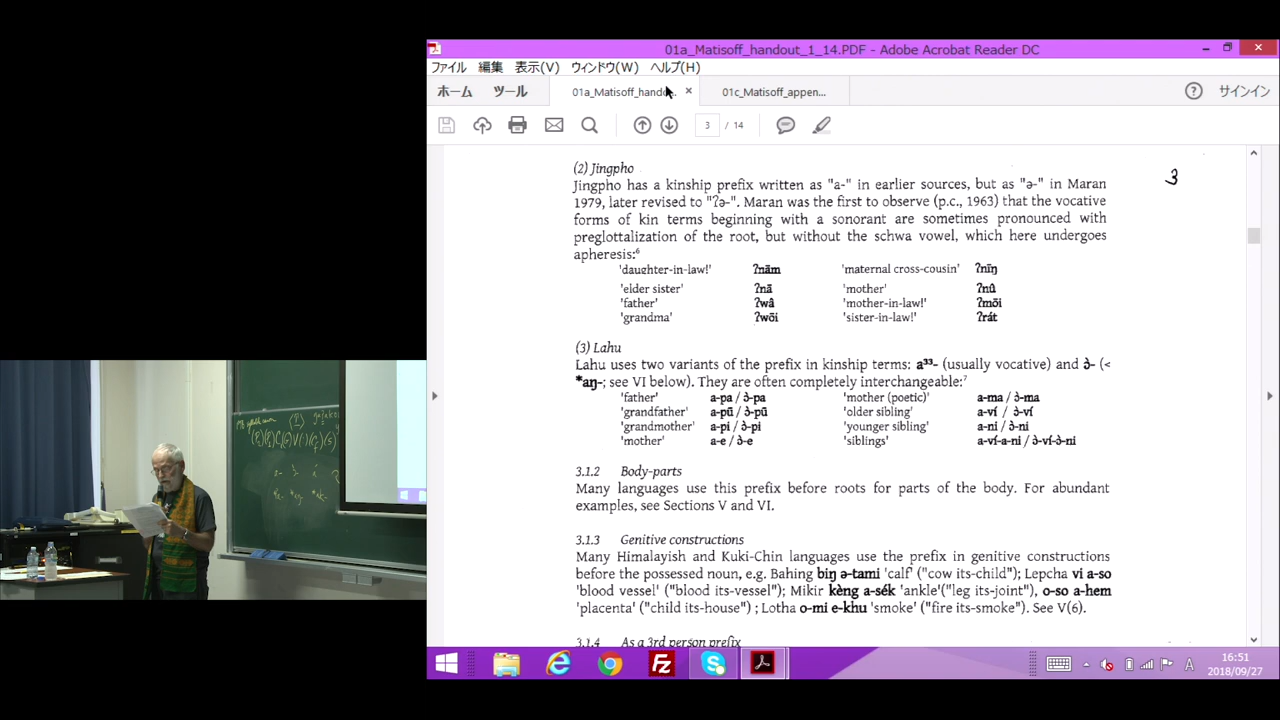 01a_Matisoff_handout_1_14.PDF - Adobe Acrobat Reader DC
ファイル 編集 表示(V) ウィンドウ(W) ヘルプ(H)
ホーム ツール 01a_Matisoff_hando... 01c_Matisoff_appen... サインイン
3 / 14
3
(2) Jingpho
Jingpho has a kinship prefix written as "a-" in earlier sources, but as "ə-" in Maran
1979, later revised to "ʔə-". Maran was the first to observe (p.c., 1963) that the vocative
forms of kin terms beginning with a sonorant are sometimes pronounced with
preglottalization of the root, but without the schwa vowel, which here undergoes
apheresis:⁶
'daughter-in-law!' ʔnām 'maternal cross-cousin' ʔnīŋ
'elder sister' ʔnā 'mother' ʔnû
'father' ʔwâ 'mother-in-law!' ʔmōi
'grandma' ʔwōi 'sister-in-law!' ʔrát
(3) Lahu
Lahu uses two variants of the prefix in kinship terms: a³³- (usually vocative) and ɔ̀- (<
*aŋ-; see VI below). They are often completely interchangeable:⁷
'father' a-pa / ɔ̀-pa 'mother (poetic)' a-ma / ɔ̀-ma
'grandfather' a-pū / ɔ̀-pū 'older sibling' a-ví / ɔ̀-ví
'grandmother' a-pi / ɔ̀-pi 'younger sibling' a-ni / ɔ̀-ni
'mother' a-e / ɔ̀-e 'siblings' a-ví-a-ni / ɔ̀-ví-ɔ̀-ni
3.1.2 Body-parts
Many languages use this prefix before roots for parts of the body. For abundant
examples, see Sections V and VI.
3.1.3 Genitive constructions
Many Himalayish and Kuki-Chin languages use the prefix in genitive constructions
before the possessed noun, e.g. Bahing biŋ ə-tami 'calf' ("cow its-child"); Lepcha vi a-so
'blood vessel' ("blood its-vessel"); Mikir kèng a-sék 'ankle'("leg its-joint"), o-so a-hem
'placenta' ("child its-house") ; Lotha o-mi e-khu 'smoke' ("fire its-smoke"). See V(6).
3.1.4 As a 3rd person prefix
A 16:51
2018/09/27